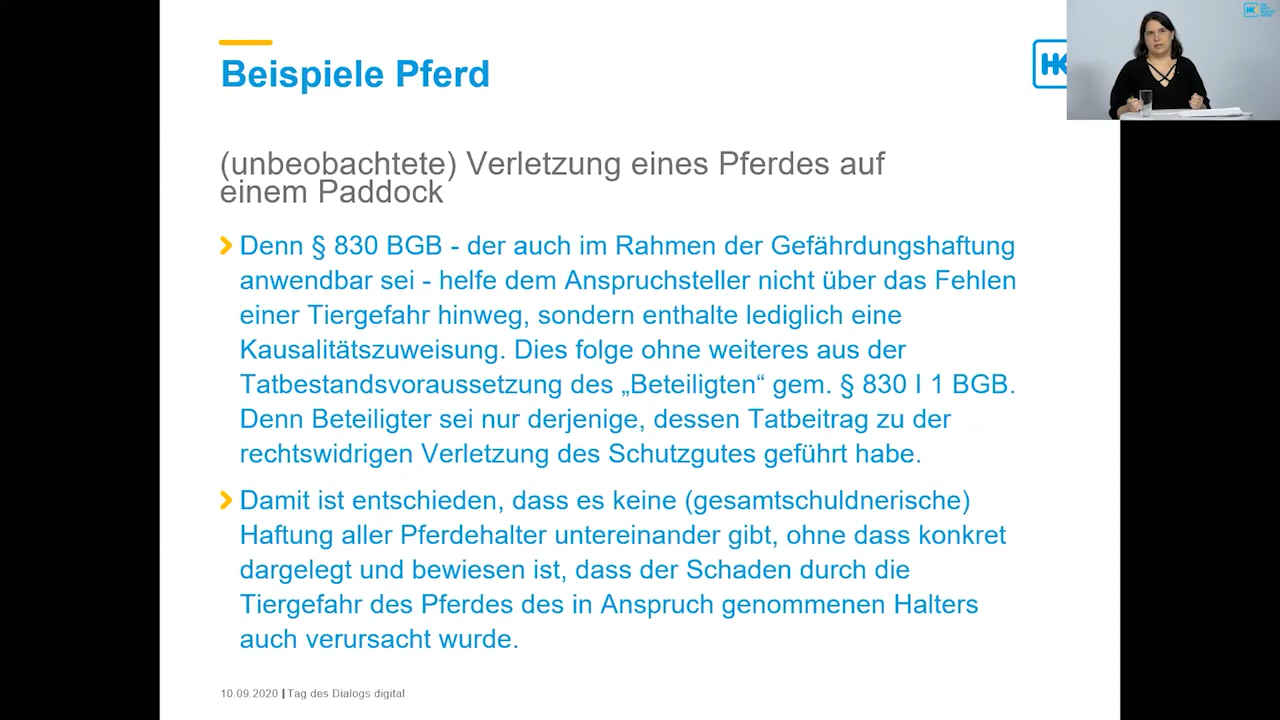 Beispiele Pferd
HK
(unbeobachtete) Verletzung eines Pferdes auf
einem Paddock
Denn § 830 BGB - der auch im Rahmen der Gefährdungshaftung
anwendbar sei - helfe dem Anspruchsteller nicht über das Fehlen
einer Tiergefahr hinweg, sondern enthalte lediglich eine
Kausalitätszuweisung. Dies folge ohne weiteres aus der
Tatbestandsvoraussetzung des „Beteiligten“ gem. § 830 I 1 BGB.
Denn Beteiligter sei nur derjenige, dessen Tatbeitrag zu der
rechtswidrigen Verletzung des Schutzgutes geführt habe.
Damit ist entschieden, dass es keine (gesamtschuldnerische)
Haftung aller Pferdehalter untereinander gibt, ohne dass konkret
dargelegt und bewiesen ist, dass der Schaden durch die
Tiergefahr des Pferdes des in Anspruch genommenen Halters
auch verursacht wurde.
10.09.2020 | Tag des Dialogs digital